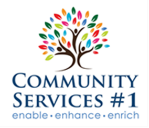 COMMUNITY
SERVICES #1
enable • enhance • enrich